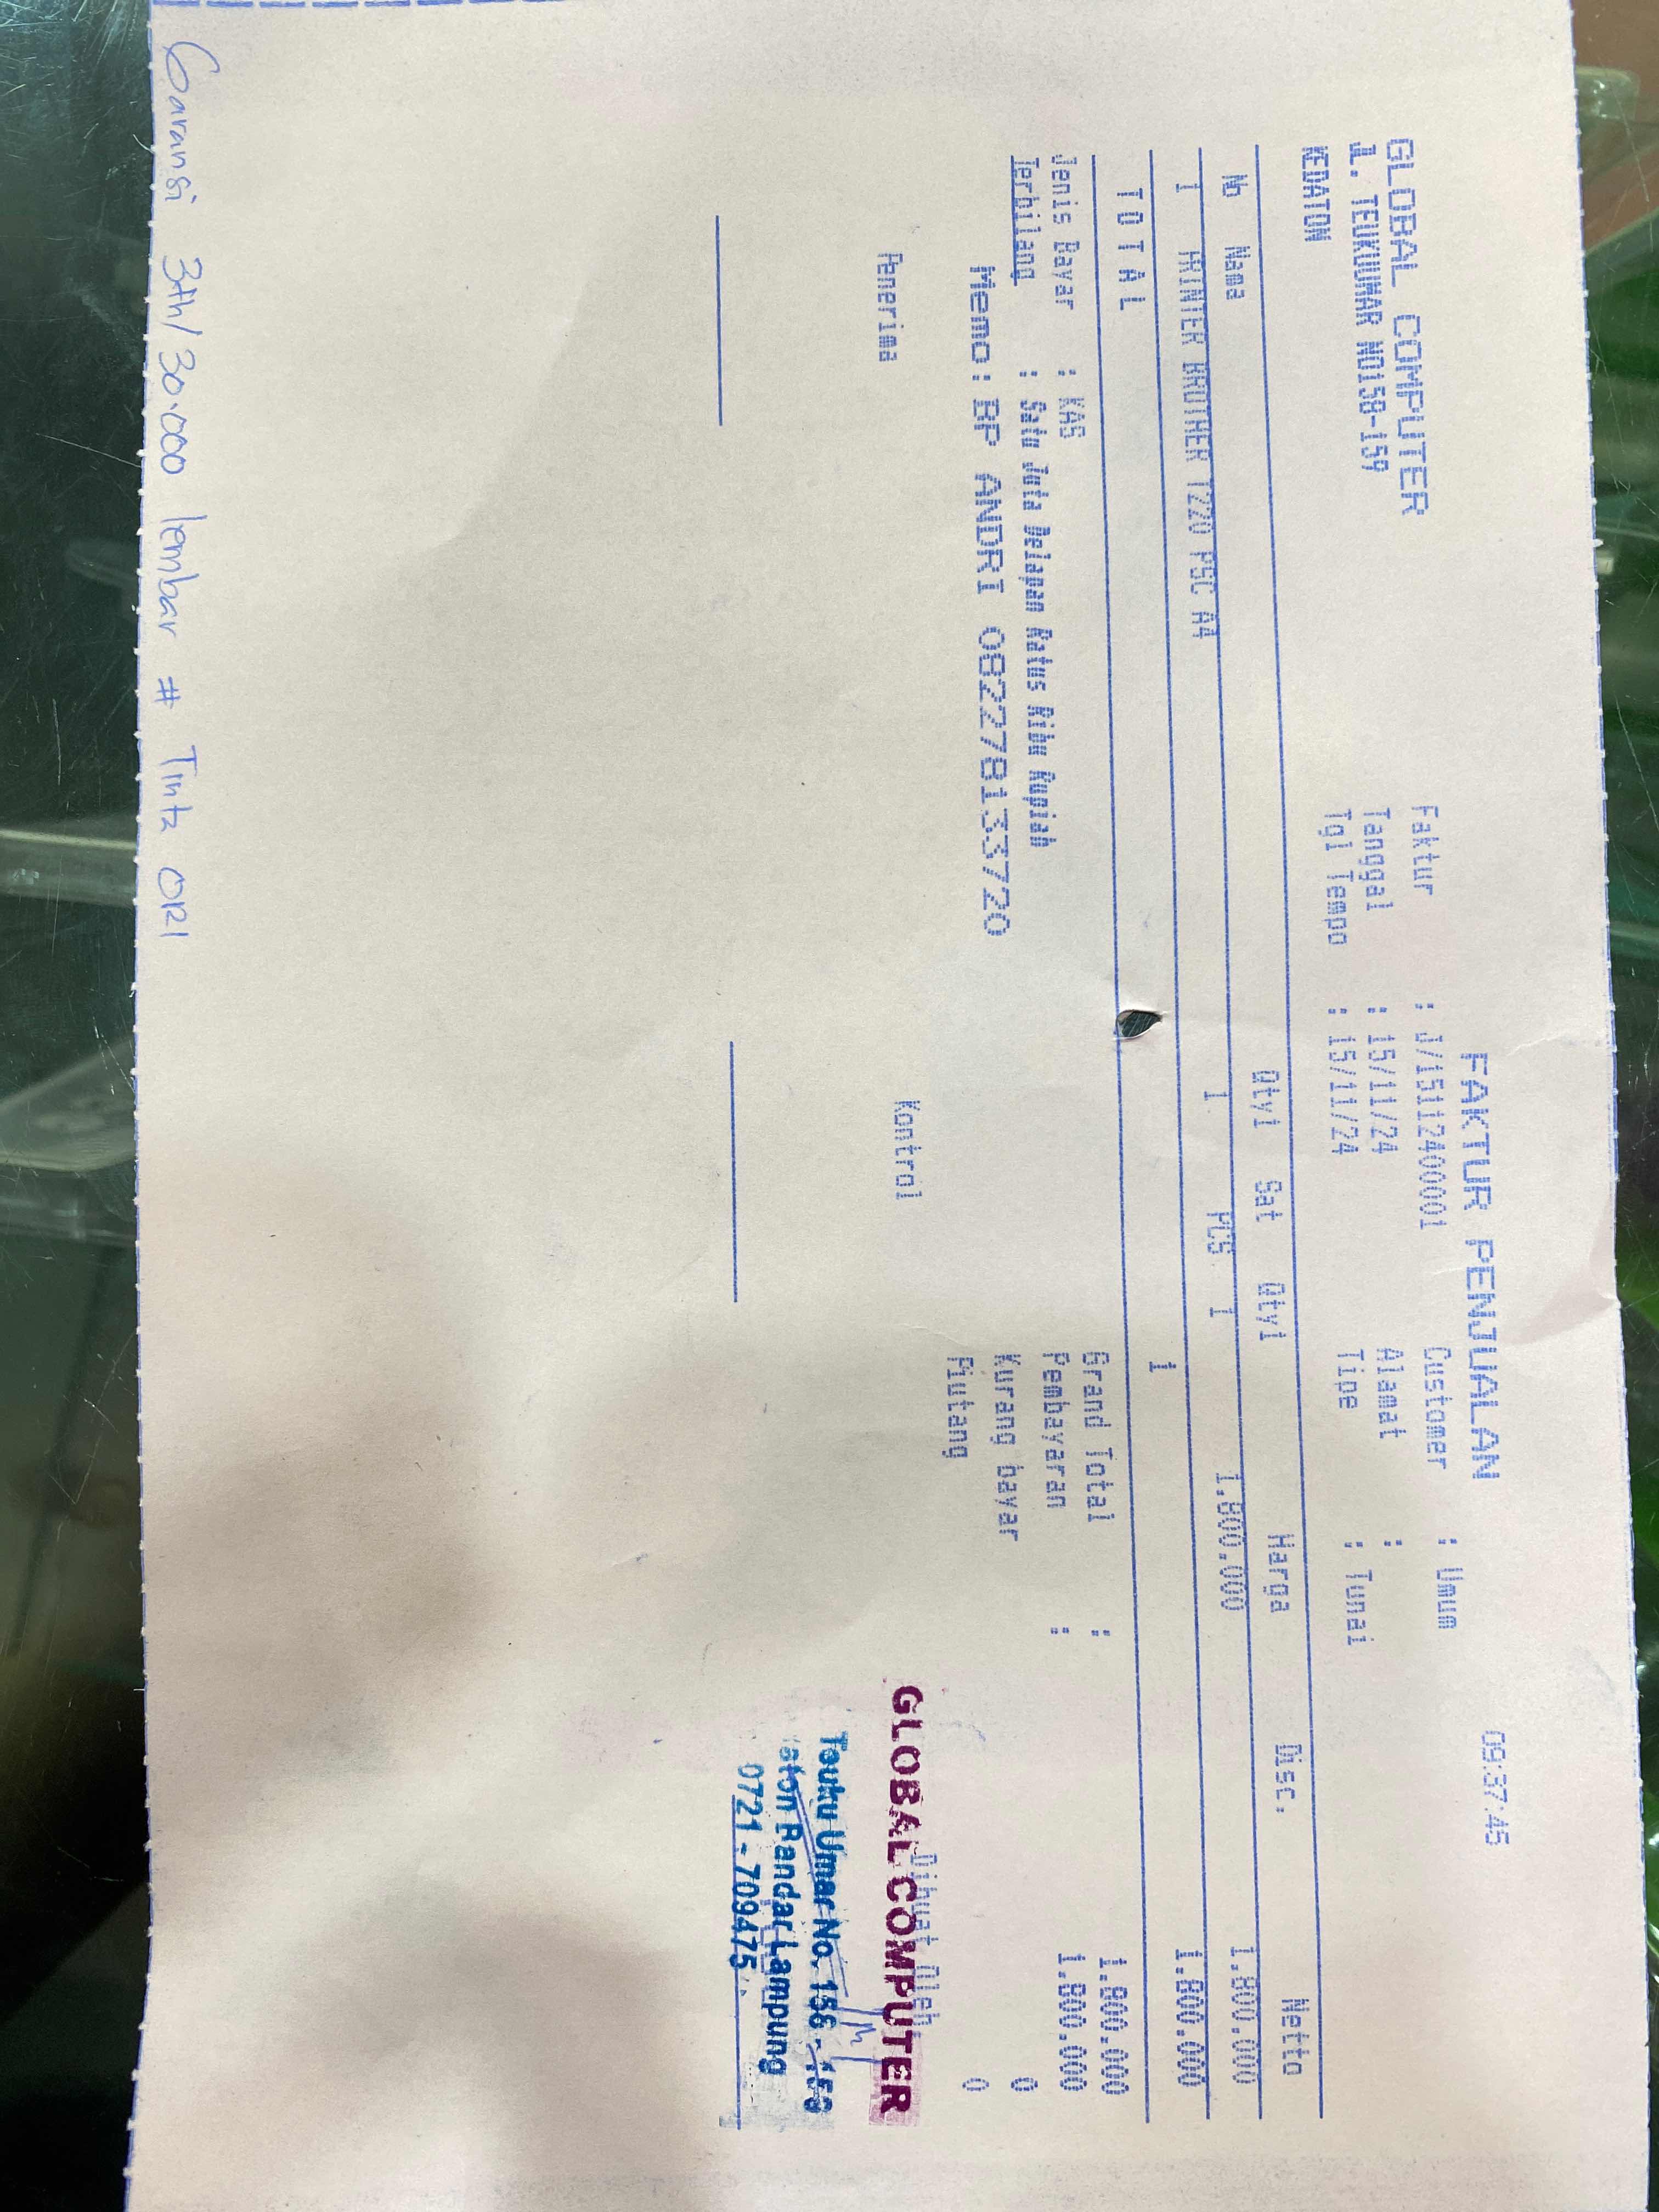 FAKTUR PENJUALAN 09:37:45
GLOBAL COMPUTER
JL. TEUKUUMAR NO158-159
KEDATON
Faktur : J/15112400001 Customer : Umum
Tanggal : 15/11/24 Alamat :
Tgl Tempo : 15/11/24 Tipe : Tunai
No Nama Qty1 Sat Qty1 Harga Disc. Netto
1 PRINTER BROTHER T220 PSC A4 1 PCS 1 1.800.000 1.800.000
T O T A L 1 1.800.000
Jenis Bayar : KAS Grand Total : 1.800.000
Terbilang : Satu Juta Delapan Ratus Ribu Rupiah Pembayaran : 1.800.000
Memo: BP ANDRI 082278133720 Kurang bayar 0
Piutang 0
Penerima Kontrol Dibuat Oleh
GLOBAL COMPUTER
Teuku Umar No.
Bandar Lampung
0721 - 709475
Garansi 3th/30.000 lembar # Tinta ORI